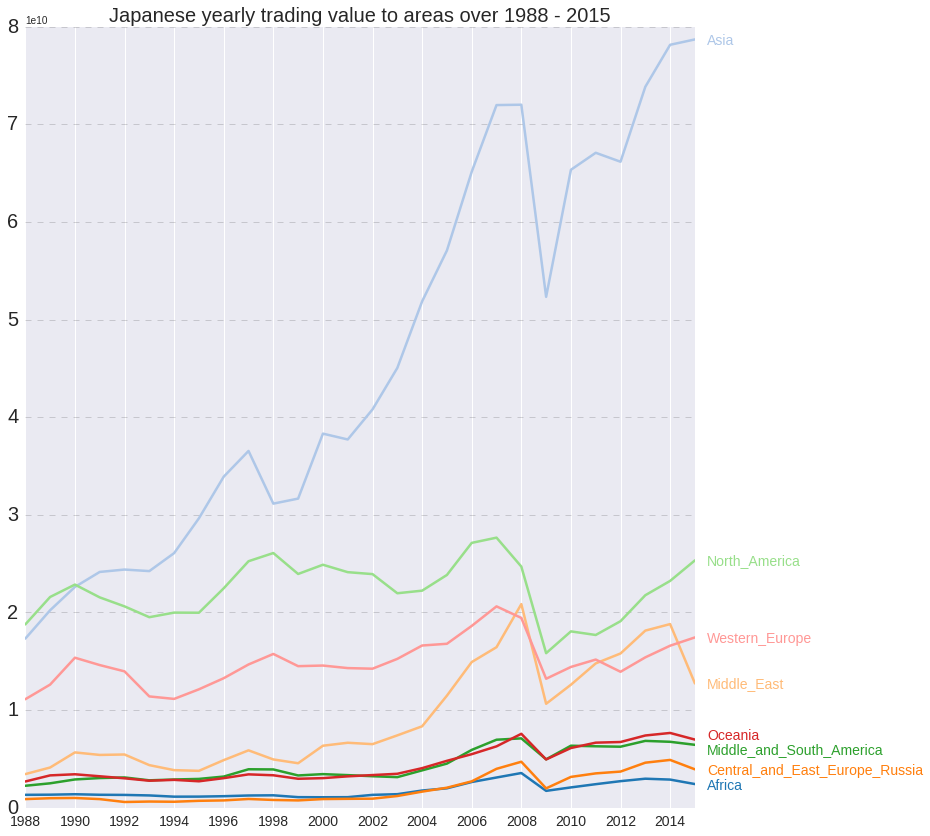 Japanese yearly trading value to areas over 1988 - 2015
1e10
8
7
6
5
4
3
2
1
0
Asia
North_America
Western_Europe
Middle_East
Oceania
Middle_and_South_America
Central_and_East_Europe_Russia
Africa
1988 1990 1992 1994 1996 1998 2000 2002 2004 2006 2008 2010 2012 2014